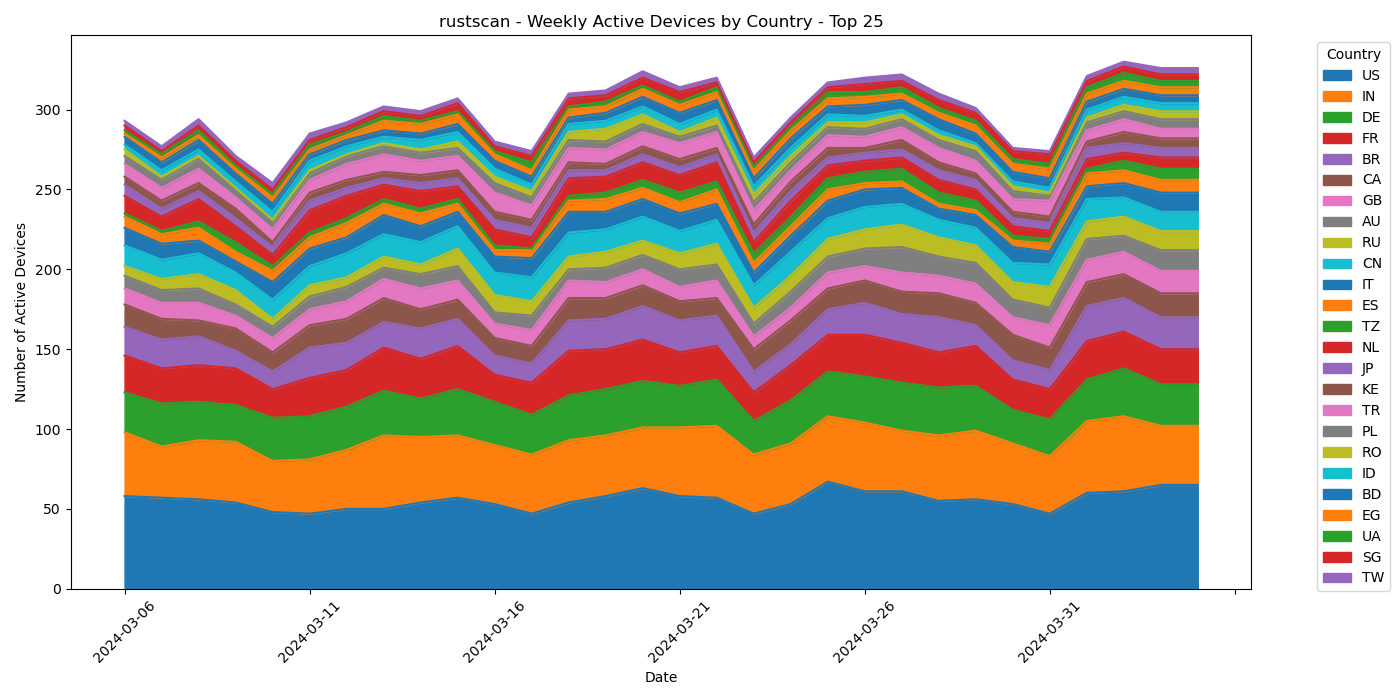 rustscan - Weekly Active Devices by Country - Top 25
Number of Active Devices
300
250
200
150
100
50
0
2024-03-06
2024-03-11
2024-03-16
2024-03-21
2024-03-26
2024-03-31
Date
Country
US
IN
DE
FR
BR
CA
GB
AU
RU
CN
IT
ES
TZ
NL
JP
KE
TR
PL
RO
ID
BD
EG
UA
SG
TW